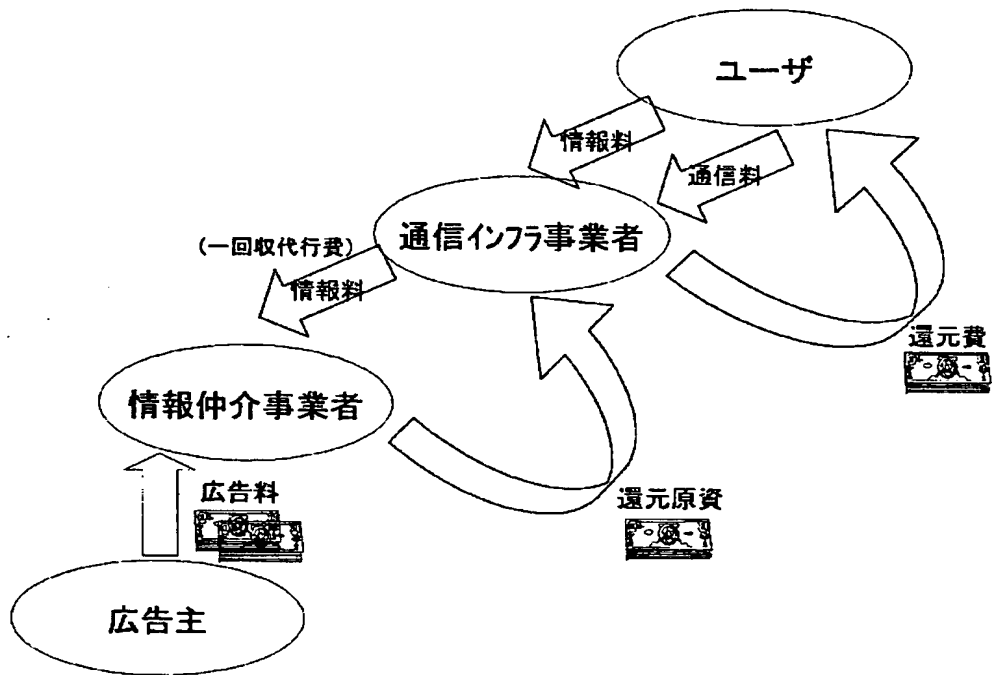 ユーザ
情報料
通信料
通信インフラ事業者
(一回収代行費)
情報料
還元費
情報仲介事業者
広告料
還元原資
広告主